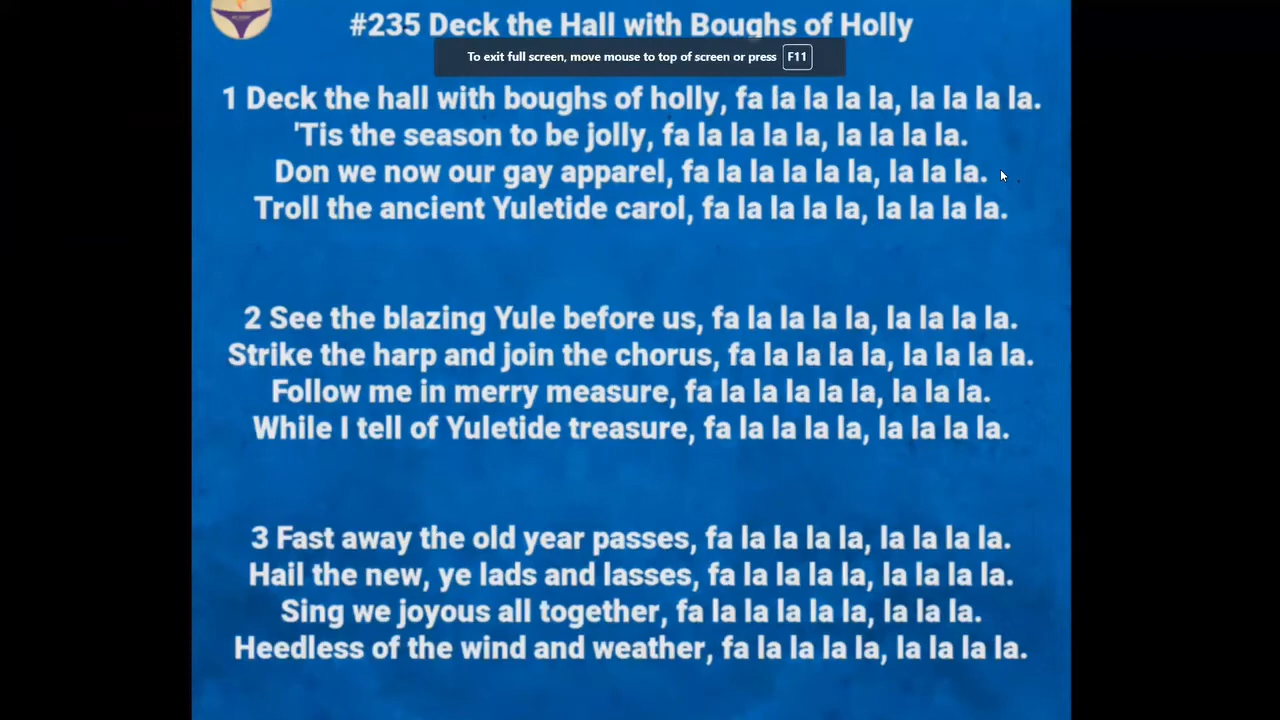 #235 Deck the Hall with Boughs of Holly
To exit full screen, move mouse to top of screen or press F11
1 Deck the hall with boughs of holly, fa la la la la, la la la la.
'Tis the season to be jolly, fa la la la la, la la la la.
Don we now our gay apparel, fa la la la la la, la la la.
Troll the ancient Yuletide carol, fa la la la la, la la la la.
2 See the blazing Yule before us, fa la la la la, la la la la.
Strike the harp and join the chorus, fa la la la la, la la la la.
Follow me in merry measure, fa la la la la la, la la la.
While I tell of Yuletide treasure, fa la la la la, la la la la.
3 Fast away the old year passes, fa la la la la, la la la la.
Hail the new, ye lads and lasses, fa la la la la, la la la la.
Sing we joyous all together, fa la la la la la, la la la.
Heedless of the wind and weather, fa la la la la, la la la la.